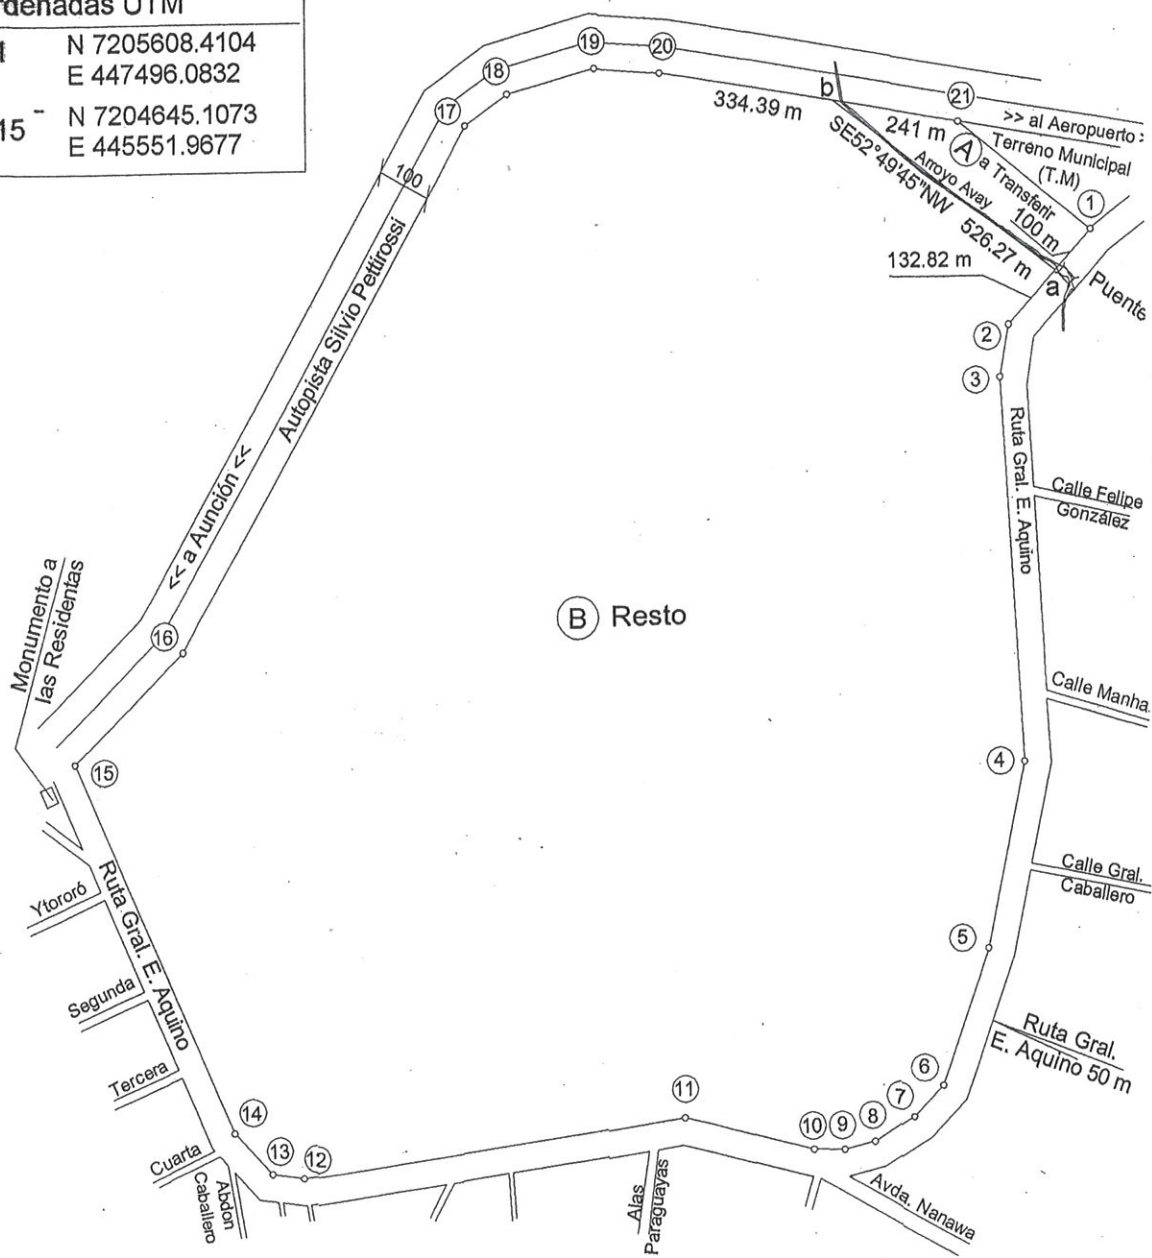 rdenadas UTM
1 N 7205608.4104
E 447496.0832
15 - N 7204645.1073
E 445551.9677
19
20
18
17
21
b
334.39 m
241 m
>> al Aeropuerto >
A
a Transferir
Terreno Municipal
(T.M)
1
Arroyo Avay
SE52°49'45"NW 526.27 m
100 m
132.82 m
a
Puente
2
3
100
Autopista Silvio Pettirossi
<< a Aunción <<
Ruta Gral. E. Aquino
Calle Felipe
González
Monumento a
las Residentas
16
B Resto
Calle Manha
15
4
Calle Gral.
Caballero
Ytororó
Ruta Gral. E. Aquino
5
Segunda
Ruta Gral.
E. Aquino 50 m
Tercera
6
7
8
9
10
11
14
13
12
Cuarta
Abdon
Caballero
Alas
Paraguayas
Avda. Nanawa